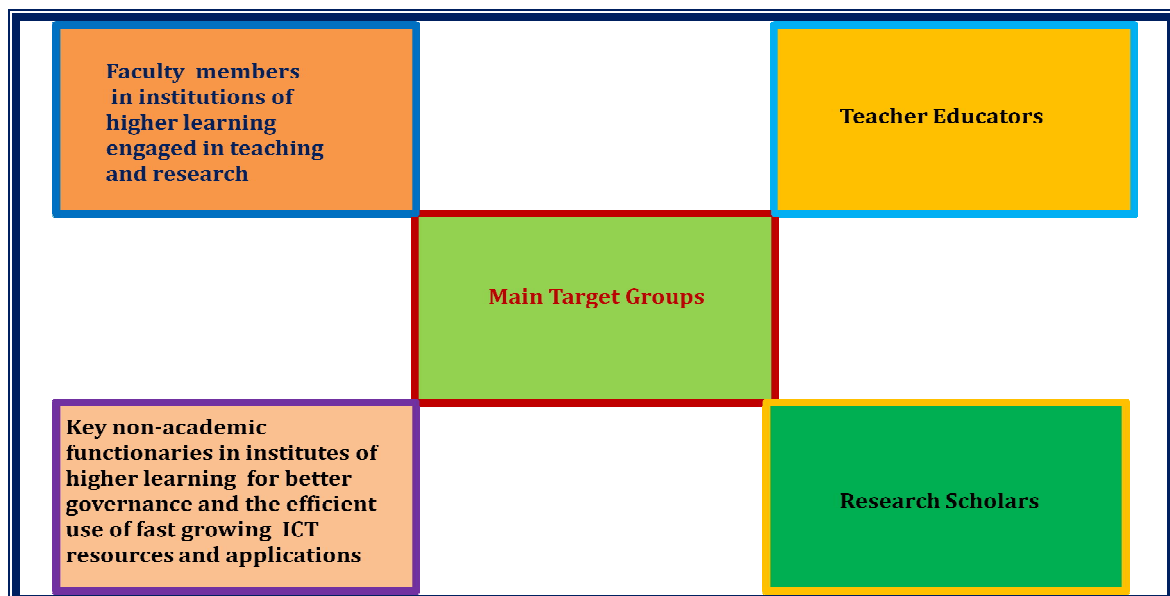 Faculty members
in institutions of
higher learning
engaged in teaching
and research
Teacher Educators
Main Target Groups
Key non-academic
functionaries in institutes of
higher learning for better
governance and the efficient
use of fast growing ICT
resources and applications
Research Scholars